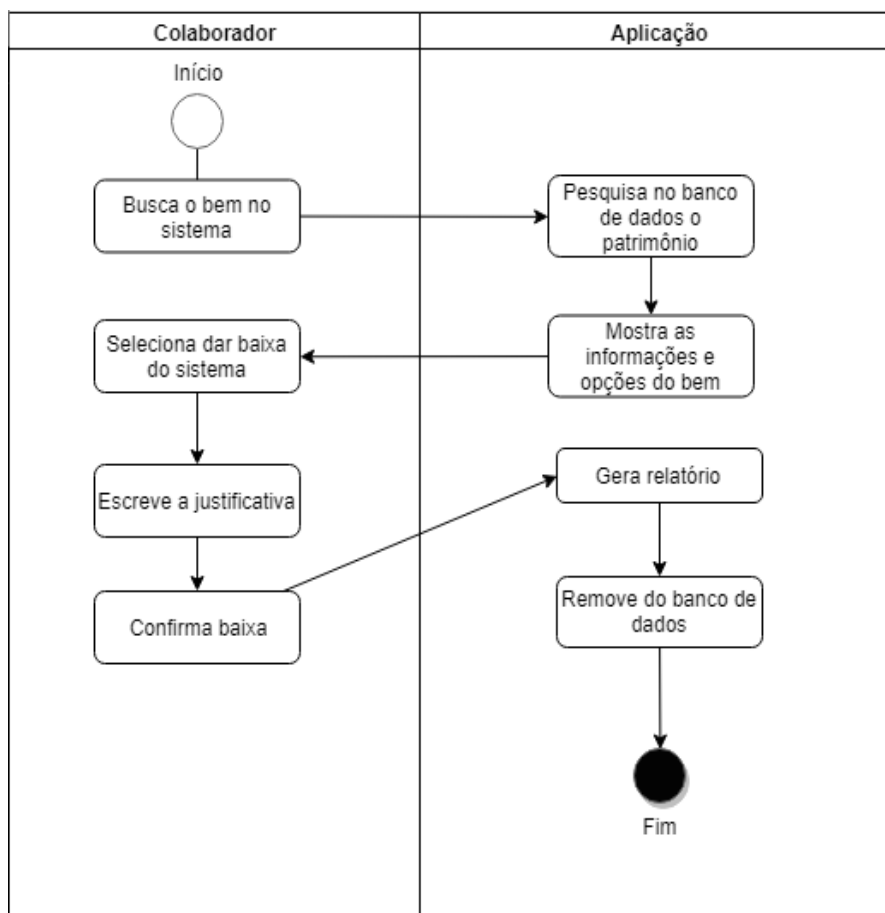 Colaborador
Aplicação
Início
Busca o bem no
sistema
Pesquisa no banco
de dados o
patrimônio
Mostra as
informações e
opções do bem
Seleciona dar baixa
do sistema
Escreve a justificativa
Confirma baixa
Gera relatório
Remove do banco de
dados
Fim